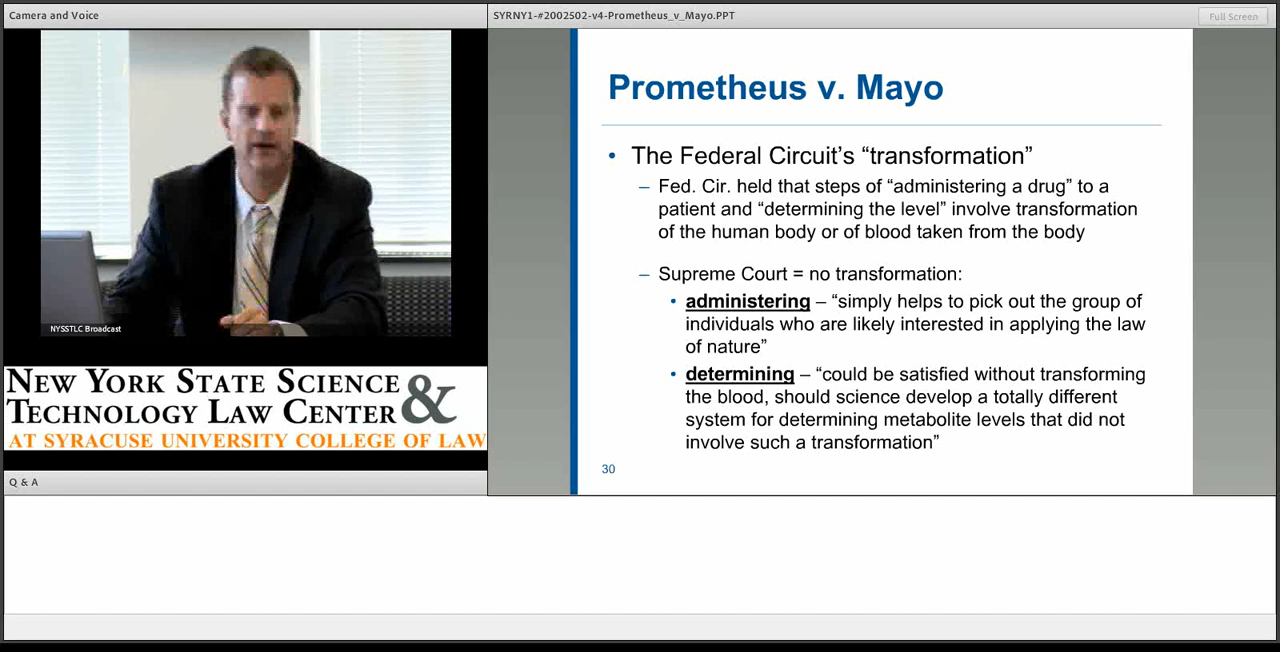 Camera and Voice
SYRNY1-#2002502-v4-Prometheus_v_Mayo.PPT
Full Screen
NYSSTLC Broadcast
NEW YORK STATE SCIENCE &
TECHNOLOGY LAW CENTER
AT SYRACUSE UNIVERSITY COLLEGE OF LAW
Q & A
Prometheus v. Mayo
• The Federal Circuit’s “transformation”
– Fed. Cir. held that steps of “administering a drug” to a
patient and “determining the level” involve transformation
of the human body or of blood taken from the body
– Supreme Court = no transformation:
• administering – “simply helps to pick out the group of
individuals who are likely interested in applying the law
of nature”
• determining – “could be satisfied without transforming
the blood, should science develop a totally different
system for determining metabolite levels that did not
involve such a transformation”
30